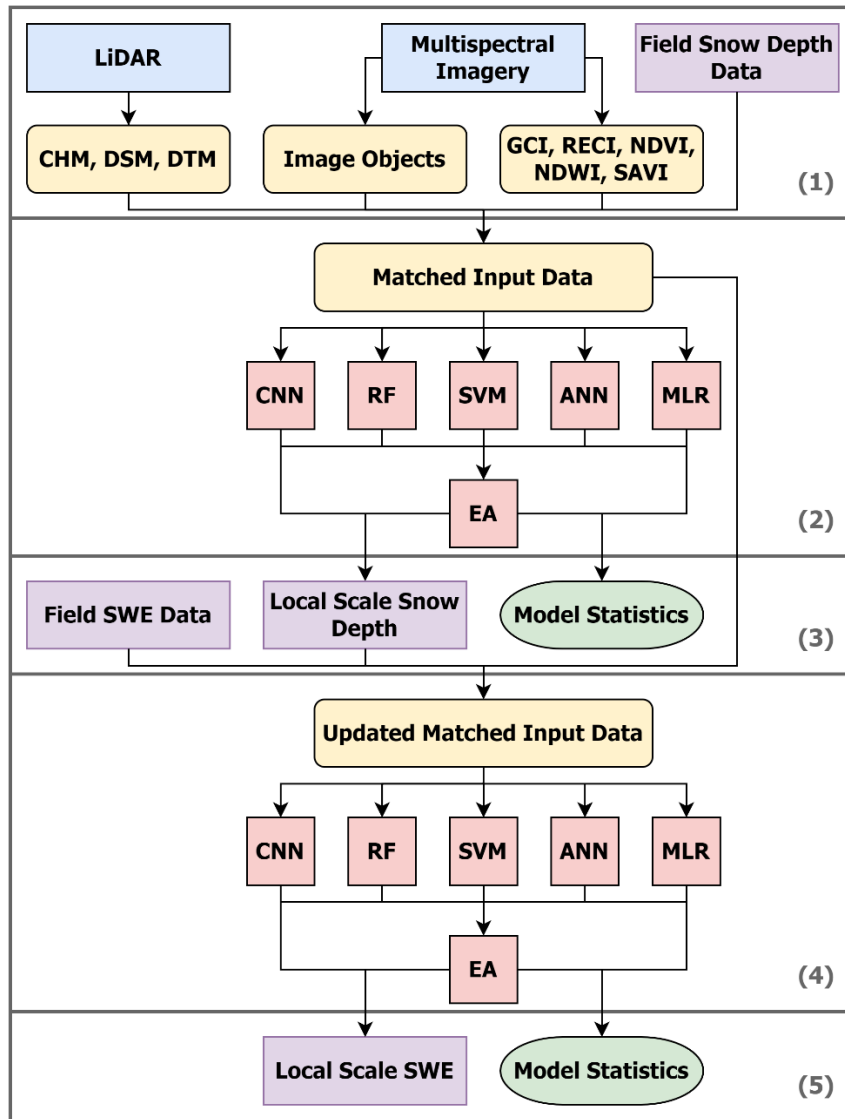 LiDAR
Multispectral
Imagery
Field Snow Depth
Data
CHM, DSM, DTM
Image Objects
GCI, RECI, NDVI,
NDWI, SAVI
(1)
Matched Input Data
CNN
RF
SVM
ANN
MLR
EA
(2)
Field SWE Data
Local Scale Snow
Depth
Model Statistics
(3)
Updated Matched Input Data
CNN
RF
SVM
ANN
MLR
EA
(4)
Local Scale SWE
Model Statistics
(5)